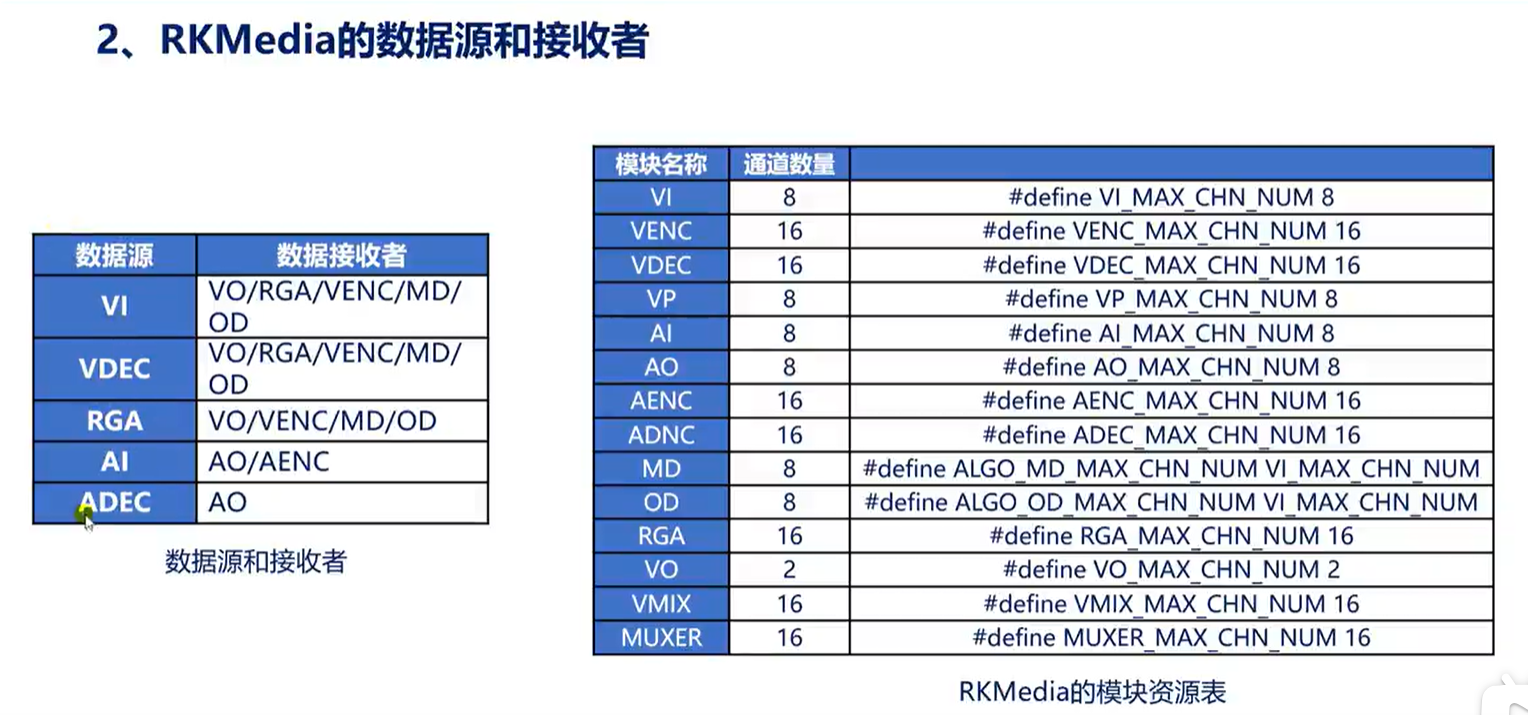 2、RKMedia的数据源和接收者
数据源 数据接收者
VI VO/RGA/VENC/MD/
OD
VDEC VO/RGA/VENC/MD/
OD
RGA VO/VENC/MD/OD
AI AO/AENC
ADEC AO
数据源和接收者
模块名称 通道数量
VI 8 #define VI_MAX_CHN_NUM 8
VENC 16 #define VENC_MAX_CHN_NUM 16
VDEC 16 #define VDEC_MAX_CHN_NUM 16
VP 8 #define VP_MAX_CHN_NUM 8
AI 8 #define AI_MAX_CHN_NUM 8
AO 8 #define AO_MAX_CHN_NUM 8
AENC 16 #define AENC_MAX_CHN_NUM 16
ADNC 16 #define ADEC_MAX_CHN_NUM 16
MD 8 #define ALGO_MD_MAX_CHN_NUM VI_MAX_CHN_NUM
OD 8 #define ALGO_OD_MAX_CHN_NUM VI_MAX_CHN_NUM
RGA 16 #define RGA_MAX_CHN_NUM 16
VO 2 #define VO_MAX_CHN_NUM 2
VMIX 16 #define VMIX_MAX_CHN_NUM 16
MUXER 16 #define MUXER_MAX_CHN_NUM 16
RKMedia的模块资源表